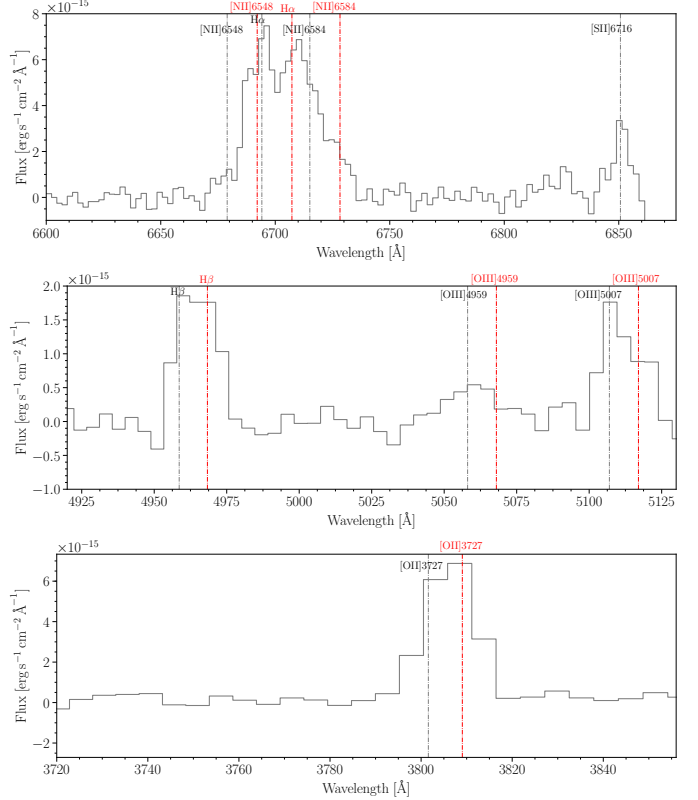 ×10⁻¹⁵
[NII]6548 Hα [NII]6584
[NII]6548 Hα [NII]6584 [SII]6716
8
6
4
2
0
Flux [erg s⁻¹ cm⁻² Å⁻¹]
6600 6650 6700 6750 6800 6850
Wavelength [Å]
×10⁻¹⁵
Hβ [OIII]4959 [OIII]5007
Hβ [OIII]4959 [OIII]5007
2.0
1.5
1.0
0.5
0.0
−0.5
−1.0
Flux [erg s⁻¹ cm⁻² Å⁻¹]
4925 4950 4975 5000 5025 5050 5075 5100 5125
Wavelength [Å]
×10⁻¹⁵
[OII]3727
[OII]3727
6
4
2
0
−2
Flux [erg s⁻¹ cm⁻² Å⁻¹]
3720 3740 3760 3780 3800 3820 3840
Wavelength [Å]